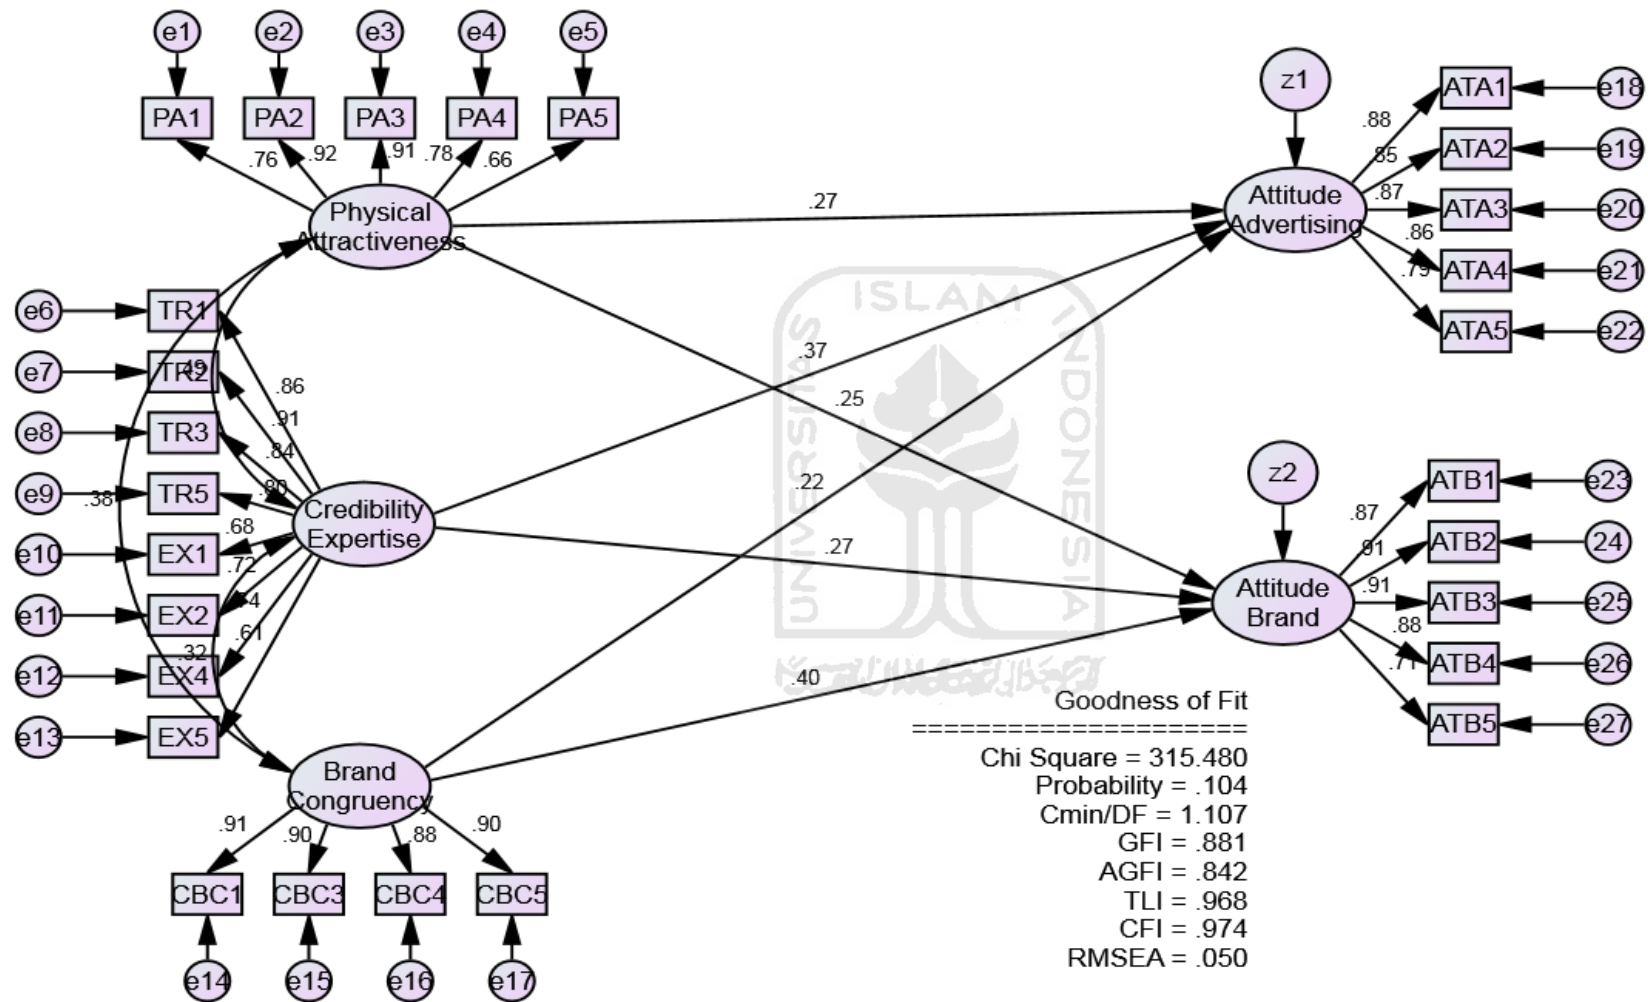 e1 e2 e3 e4 e5
PA1 PA2 PA3 PA4 PA5
.76 .92 .91 .78 .66
Physical
Attractiveness
z1
Attitude
Advertising
ATA1 e18
ATA2 e19
ATA3 e20
ATA4 e21
ATA5 e22
.88
.85
.87
.86
.79
.27
.37
.25
.22
.27
.40
e6 TR1
e7 TR2
e8 TR3
e9 TR5
e10 EX1
e11 EX2
e12 EX4
e13 EX5
.86
.91
.84
.80
.68
.72
.61
.38
.32
Credibility
Expertise
UNIVERSITAS
ISLAM
INDONESIA
z2
Attitude
Brand
ATB1 e23
ATB2 24
ATB3 e25
ATB4 e26
ATB5 e27
.87
.91
.91
.88
.71
Brand
Congruency
.91 .90 .88 .90
CBC1 CBC3 CBC4 CBC5
e14 e15 e16 e17
Goodness of Fit
=====================
Chi Square = 315.480
Probability = .104
Cmin/DF = 1.107
GFI = .881
AGFI = .842
TLI = .968
CFI = .974
RMSEA = .050